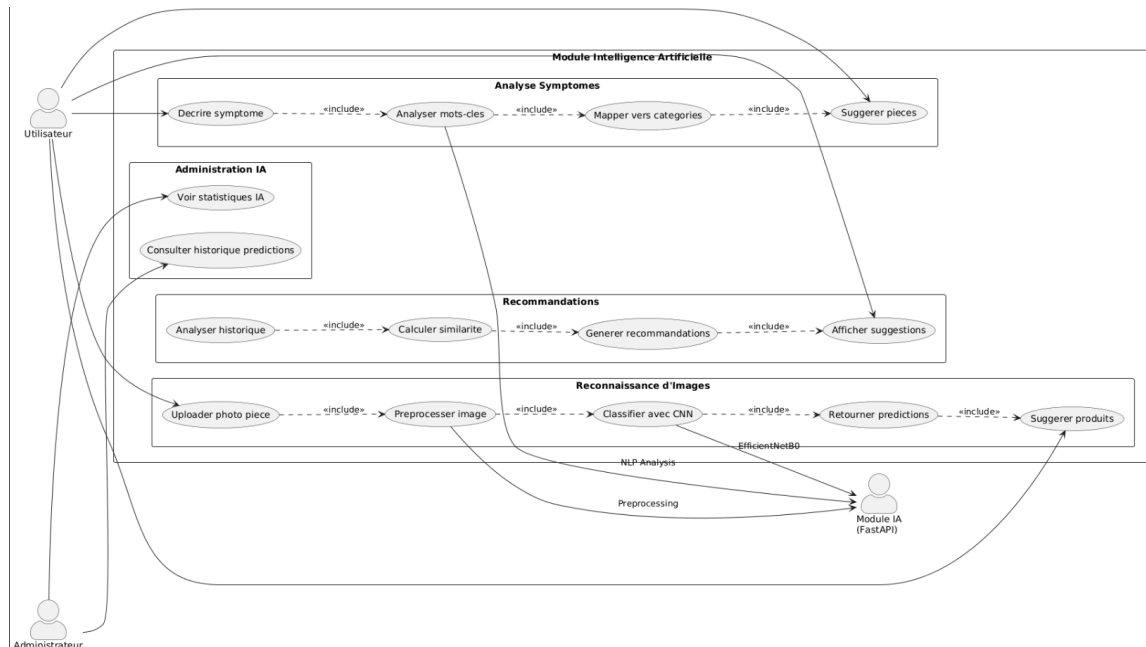 Module Intelligence Artificielle
Utilisateur
Analyse Symptomes
Decrire symptome
«include»
Analyser mots-cles
«include»
Mapper vers categories
«include»
Suggerer pieces
Administration IA
Voir statistiques IA
Consulter historique predictions
Recommandations
Analyser historique
«include»
Calculer similarite
«include»
Generer recommandations
«include»
Afficher suggestions
Reconnaissance d'Images
Uploader photo piece
«include»
Preprocesser image
«include»
Classifier avec CNN
«include»
Retourner predictions
«include»
Suggerer produits
EfficientNetB0
NLP Analysis
Preprocessing
Module IA
(FastAPI)
Administrateur